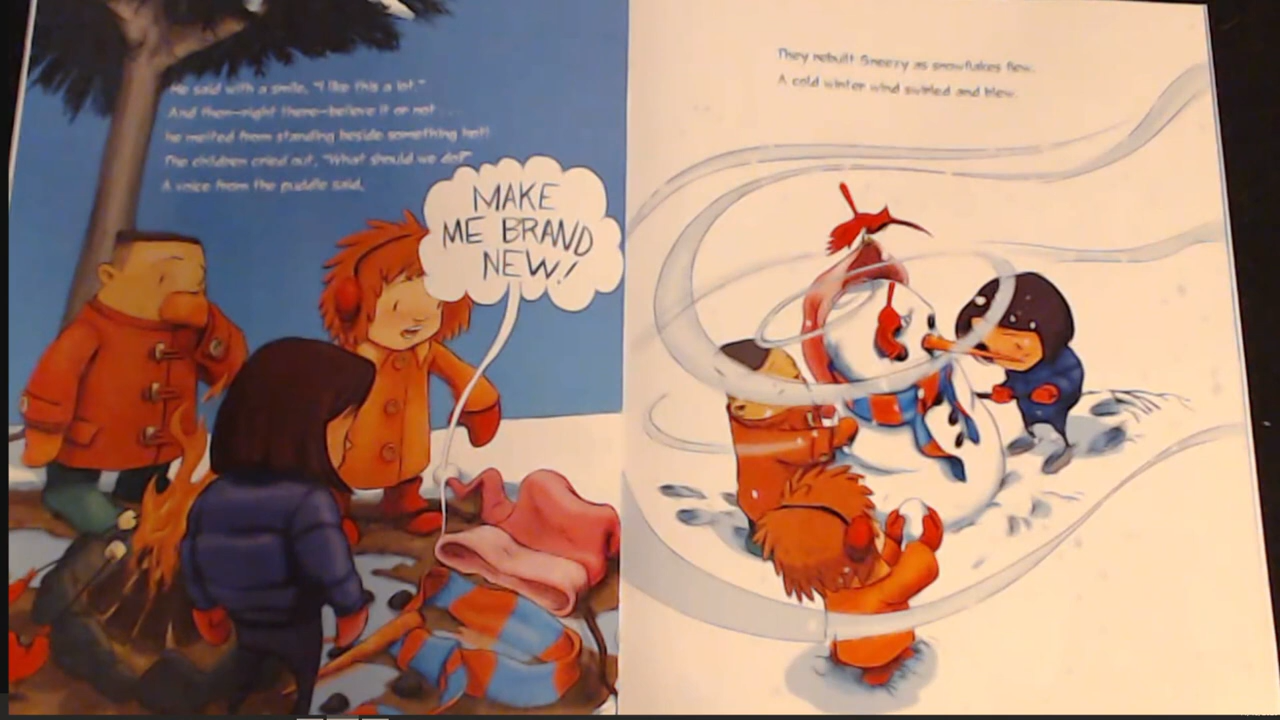 He said with a smile, "I like this a lot."
And then—right there—believe it or not . . .
he melted from standing beside something hot!
The children cried out, "What should we do?"
A voice from the puddle said,
MAKE
ME BRAND
NEW!
They rebuilt Sneezy as snowflakes flew.
A cold winter wind swirled and blew.